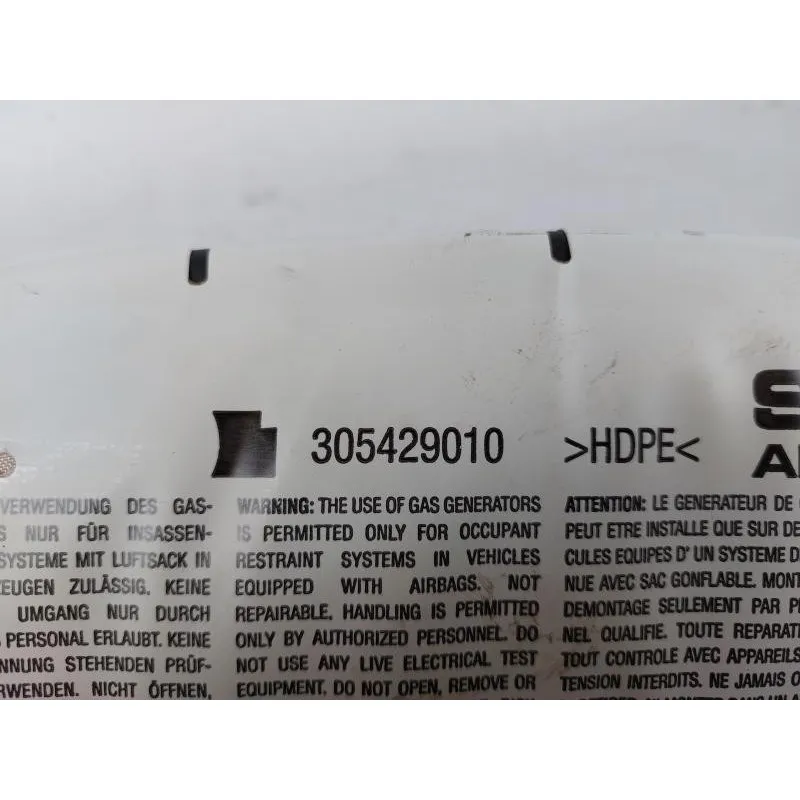 305429010 >HDPE<
VERWENDUNG DES GAS-
NUR FÜR INSASSEN-
SYSTEME MIT LUFTSACK IN
ZEUGEN ZULÄSSIG. KEINE
UMGANG NUR DURCH
PERSONAL ERLAUBT. KEINE
NNUNG STEHENDEN PRÜF-
RWENDEN. NICHT ÖFFNEN,
WARNING: THE USE OF GAS GENERATORS
IS PERMITTED ONLY FOR OCCUPANT
RESTRAINT SYSTEMS IN VEHICLES
EQUIPPED WITH AIRBAGS. NOT
REPAIRABLE. HANDLING IS PERMITTED
ONLY BY AUTHORIZED PERSONNEL. DO
NOT USE ANY LIVE ELECTRICAL TEST
EQUIPMENT. DO NOT OPEN, REMOVE OR
ATTENTION: LE GENERATEUR DE
PEUT ETRE INSTALLE QUE SUR DE
CULES EQUIPES D' UN SYSTEME D
NUE AVEC SAC GONFLABLE. MONT
DEMONTAGE SEULEMENT PAR P
NEL QUALIFIE. TOUTE REPARAT
TOUT CONTROLE AVEC APPAREILS
TENSION INTERDITS. NE JAMAIS O